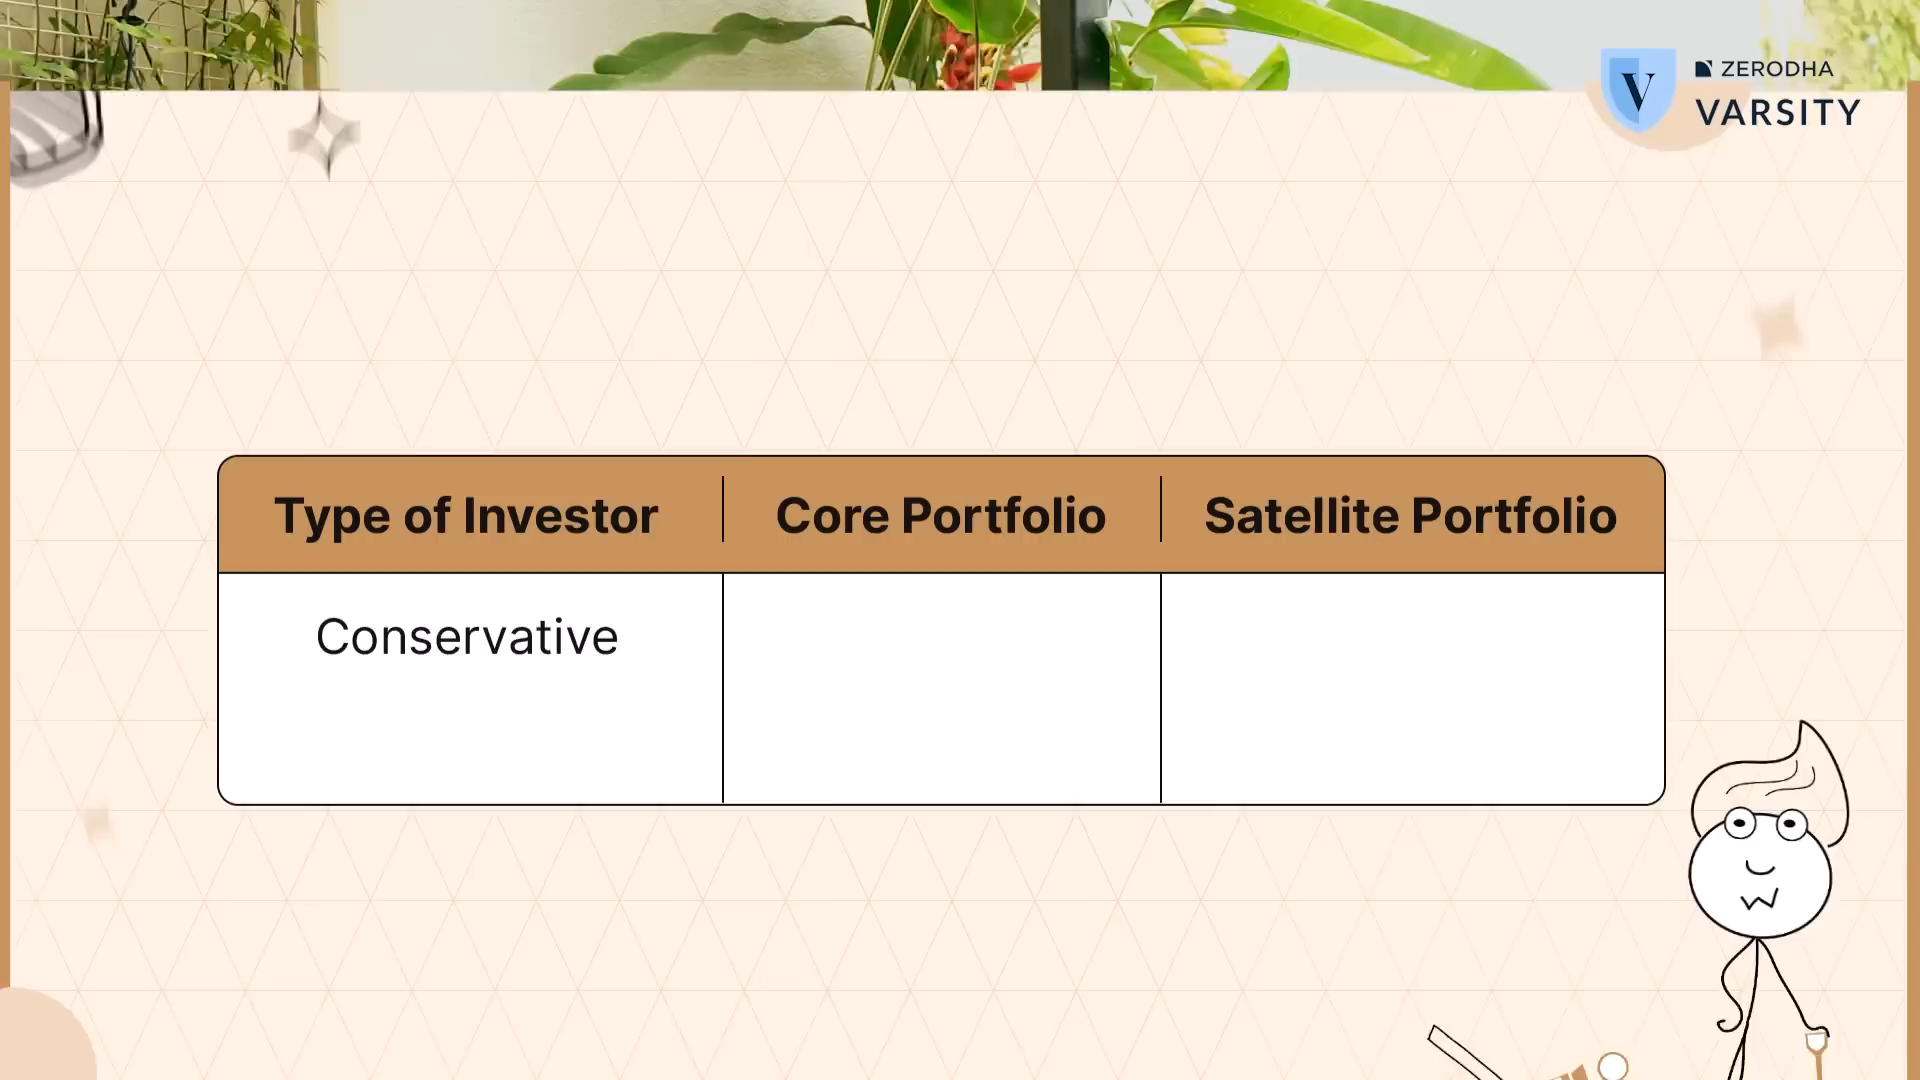 V
ZERODHA
VARSITY
Type of Investor
Core Portfolio
Satellite Portfolio
Conservative